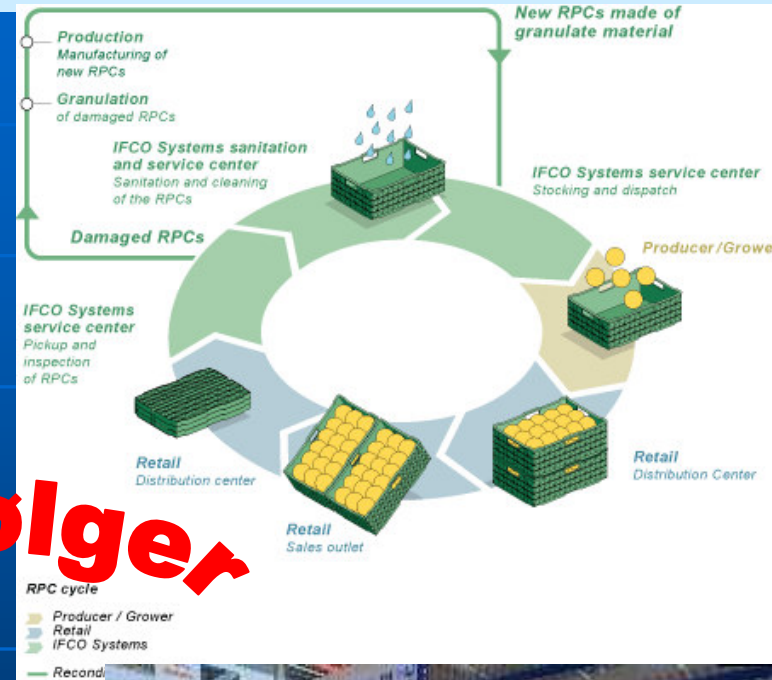 New RPCs made of
granulate material
Production
Manufacturing of
new RPCs
Granulation
of damaged RPCs
IFCO Systems sanitation
and service center
Sanitation and cleaning
of the RPCs
IFCO Systems service center
Stocking and dispatch
Damaged RPCs
Producer/Growe
IFCO Systems
service center
Pickup and
inspection
of RPCs
Retail
Distribution center
Retail
Distribution Center
Retail
Sales outlet
ølger
RPC cycle
Producer / Grower
Retail
IFCO Systems